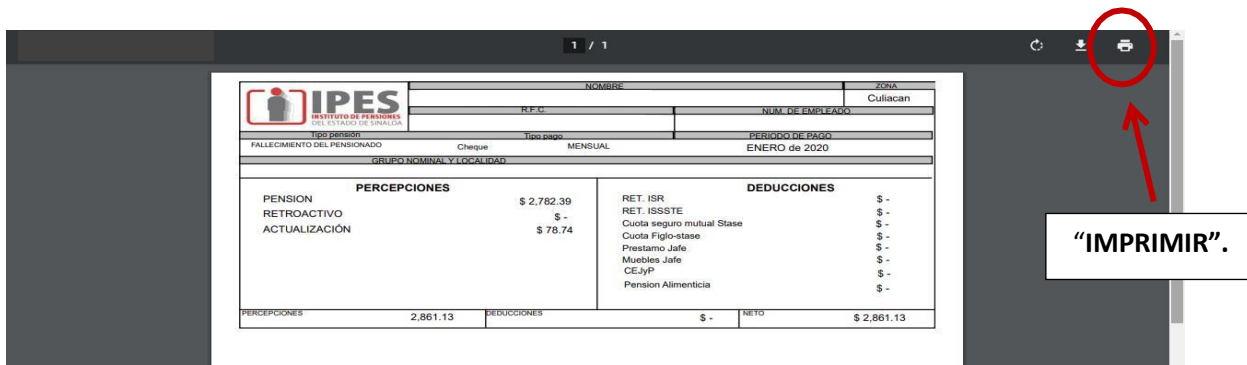 1 / 1
IPES
INSTITUTO DE PENSIONES
DEL ESTADO DE SINALOA
NOMBRE
ZONA
Culiacan
R.F.C.
NUM. DE EMPLEADO
Tipo pensión
Tipo pago
PERIODO DE PAGO
FALLECIMIENTO DEL PENSIONADO
Cheque
MENSUAL
ENERO de 2020
GRUPO NOMINAL Y LOCALIDAD
PERCEPCIONES
PENSION $ 2,782.39
RETROACTIVO $ -
ACTUALIZACIÓN $ 78.74
DEDUCCIONES
RET. ISR $ -
RET. ISSSTE $ -
Cuota seguro mutual Stase $ -
Cuota Figlo-stase $ -
Prestamo Jafe $ -
Muebles Jafe $ -
CEJyP $ -
Pension Alimenticia $ -
PERCEPCIONES 2,861.13
DEDUCCIONES $ -
NETO $ 2,861.13
“IMPRIMIR”.